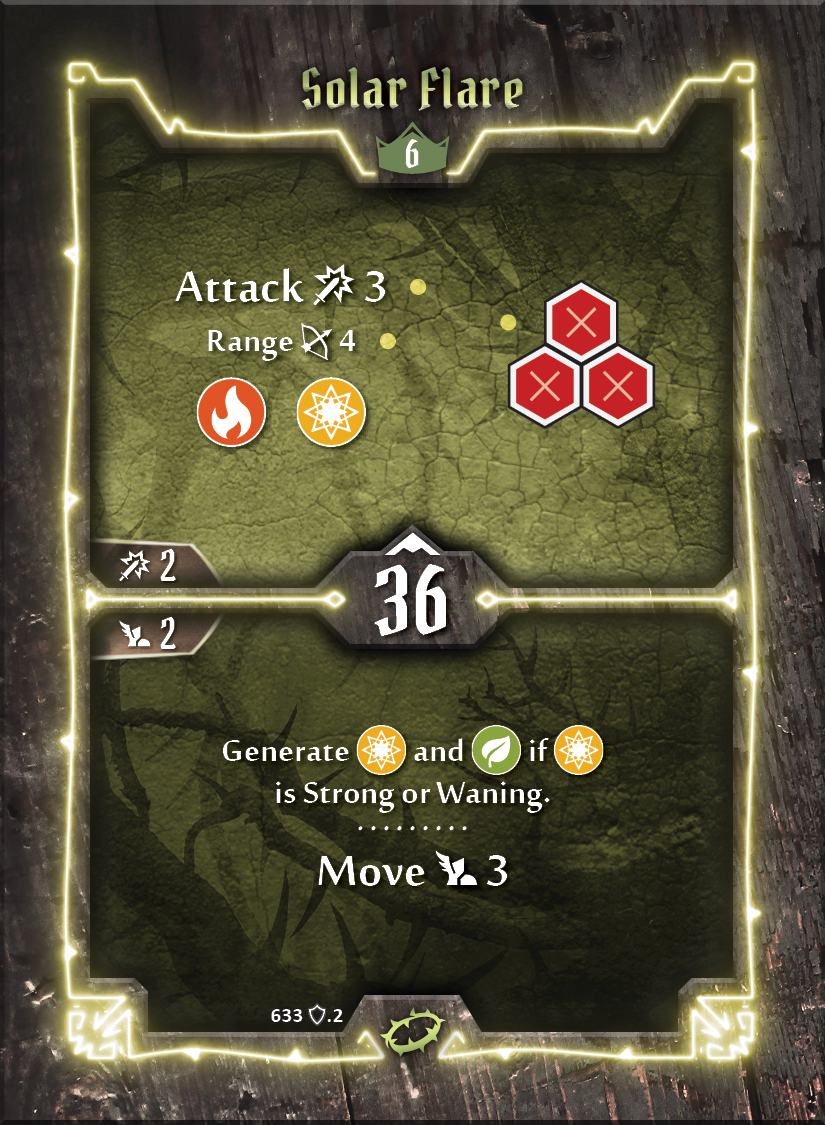 Solar Flare
6
Attack 3
Range 4
2
36
2
Generate and if
is Strong or Waning.
Move 3
633 .2